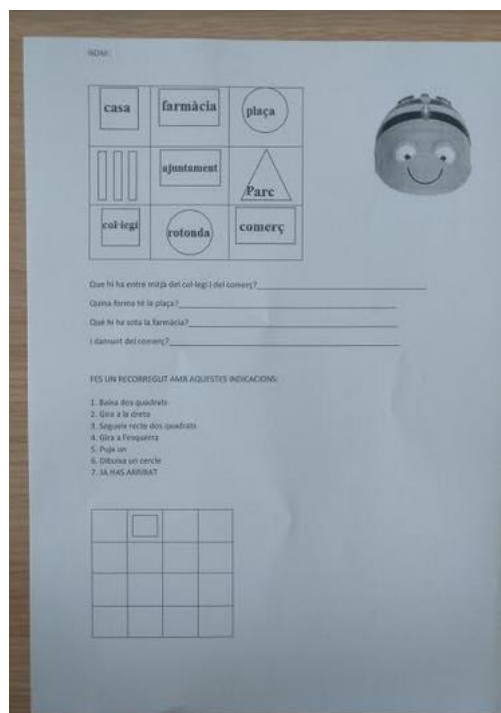 NOM:
casa farmàcia plaça
ajuntament Parc
col·legi rotonda comerç
Que hi ha entre mitjà del col·legi i del comerç?
Quina forma té la plaça?
Què hi ha sota la farmàcia?
I damunt del comerç?
FES UN RECORREGUT AMB AQUESTES INDICACIONS:
1. Baixa dos quadrats
2. Gira a la dreta
3. Segueix recte dos quadrats
4. Gira a l'esquerra
5. Puja un
6. Dibuixa un cercle
7. JA HAS ARRIBAT